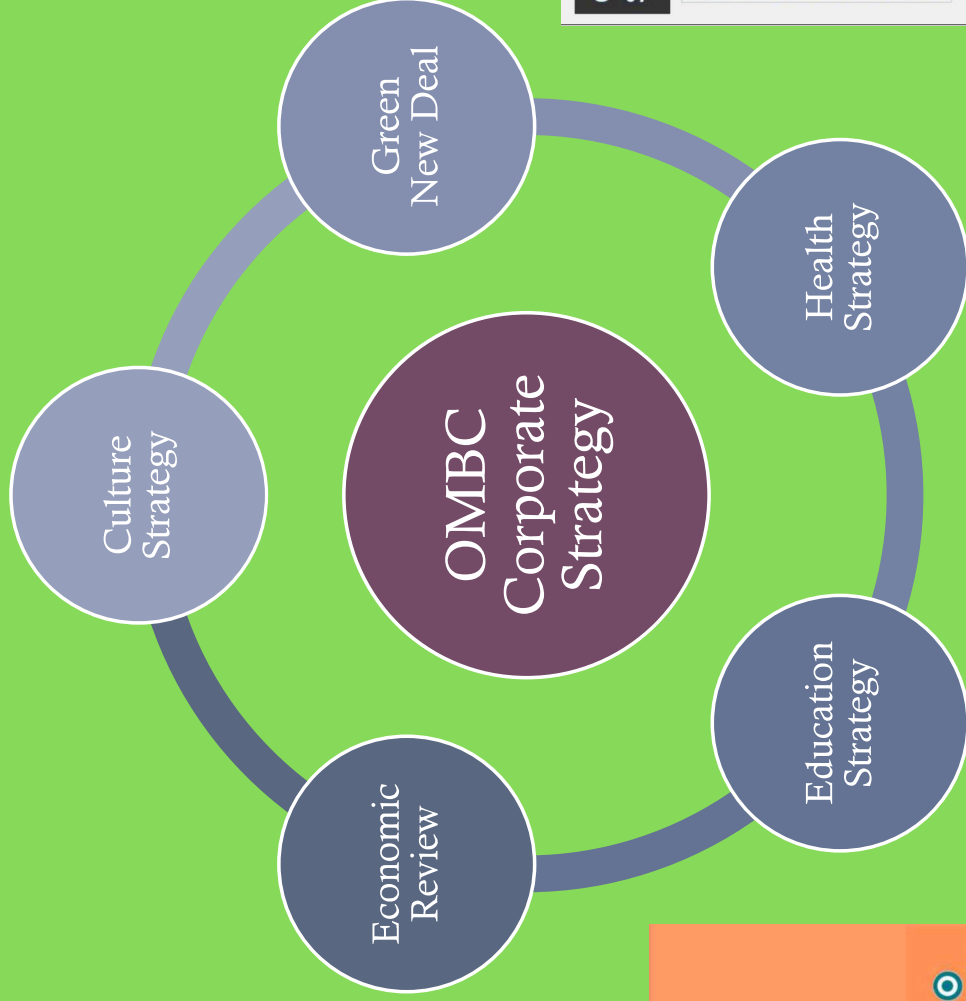 Culture
Strategy
Economic
Review
Green
New Deal
OMBC
Corporate
Strategy
Education
Strategy
Health
Strategy